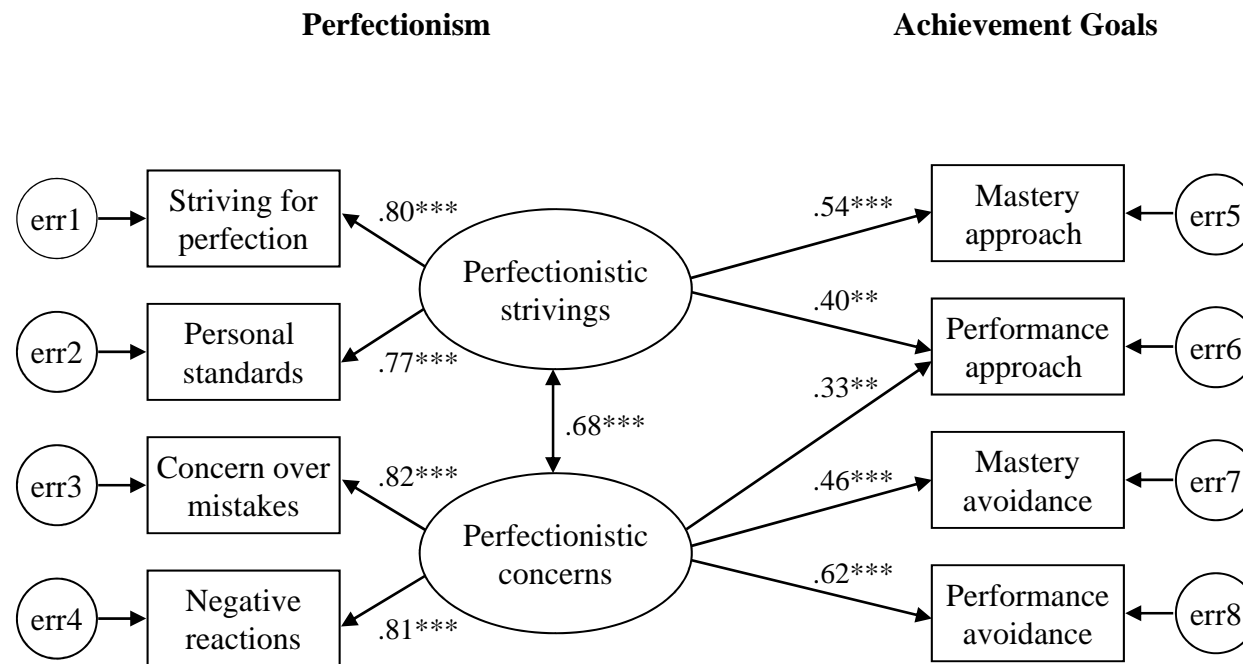 Perfectionism
Achievement Goals
err1
Striving for
perfection
.80***
Perfectionistic
strivings
.54***
Mastery
approach
err5
err2
Personal
standards
.77***
.40**
Performance
approach
err6
.68***
.33**
err3
Concern over
mistakes
.82***
Perfectionistic
concerns
.46***
Mastery
avoidance
err7
err4
Negative
reactions
.81***
.62***
Performance
avoidance
err8